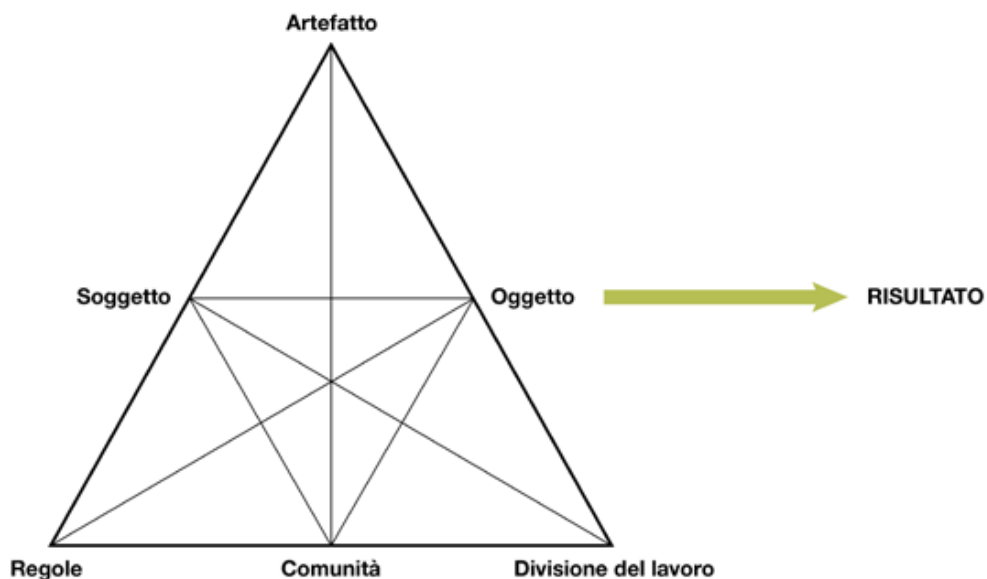 Artefatto
Soggetto
Oggetto
RISULTATO
Regole
Comunità
Divisione del lavoro